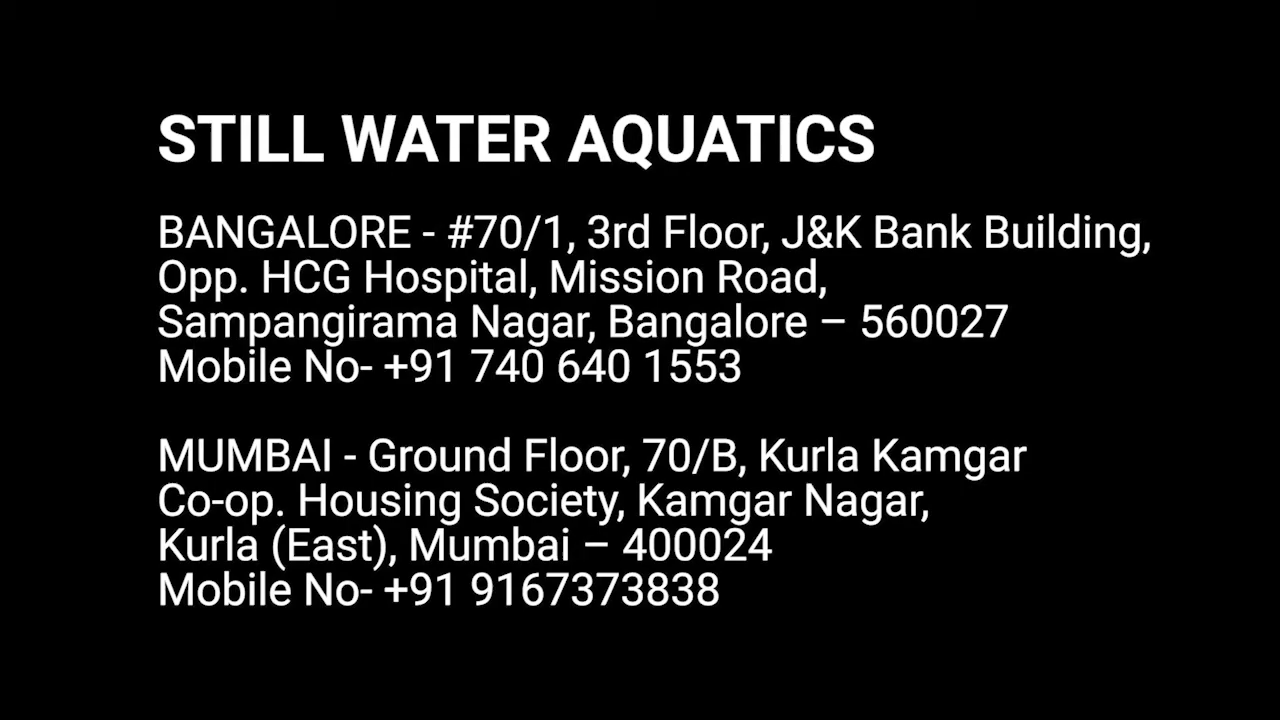 STILL WATER AQUATICS
BANGALORE - #70/1, 3rd Floor, J&K Bank Building,
Opp. HCG Hospital, Mission Road,
Sampangirama Nagar, Bangalore – 560027
Mobile No- +91 740 640 1553
MUMBAI - Ground Floor, 70/B, Kurla Kamgar
Co-op. Housing Society, Kamgar Nagar,
Kurla (East), Mumbai – 400024
Mobile No- +91 9167373838